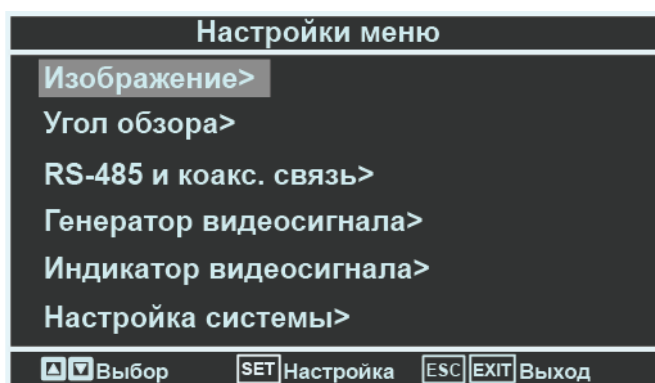 Настройки меню
Изображение>
Угол обзора>
RS-485 и коакс. связь>
Генератор видеосигнала>
Индикатор видеосигнала>
Настройка системы>
Выбор SET Настройка ESC EXIT Выход